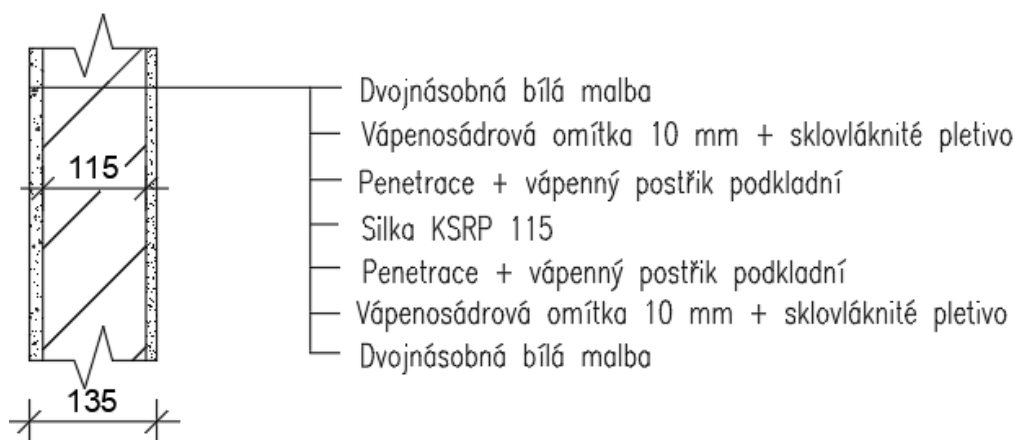 Dvojnásobná bílá malba
Vápenosádrová omítka 10 mm + sklovláknité pletivo
115
Penetrace + vápenný postřik podkladní
Silka KSRP 115
Penetrace + vápenný postřik podkladní
Vápenosádrová omítka 10 mm + sklovláknité pletivo
Dvojnásobná bílá malba
135